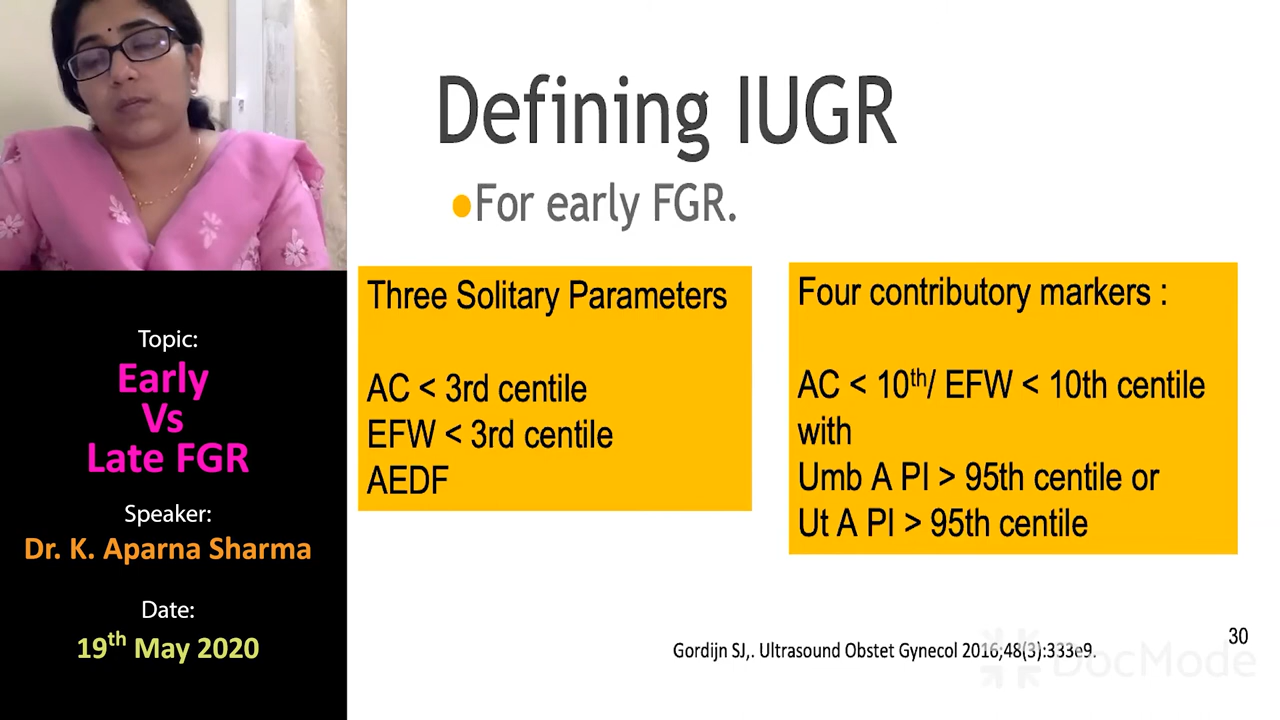 Defining IUGR
●For early FGR.
Three Solitary Parameters
AC < 3rd centile
EFW < 3rd centile
AEDF
Four contributory markers :
AC < 10th/ EFW < 10th centile
with
Umb A PI > 95th centile or
Ut A PI > 95th centile
Topic:
Early
Vs
Late FGR
Speaker:
Dr. K. Aparna Sharma
Date:
19th May 2020
Gordijn SJ,. Ultrasound Obstet Gynecol 2016;48(3):333e9.
30
DocMode